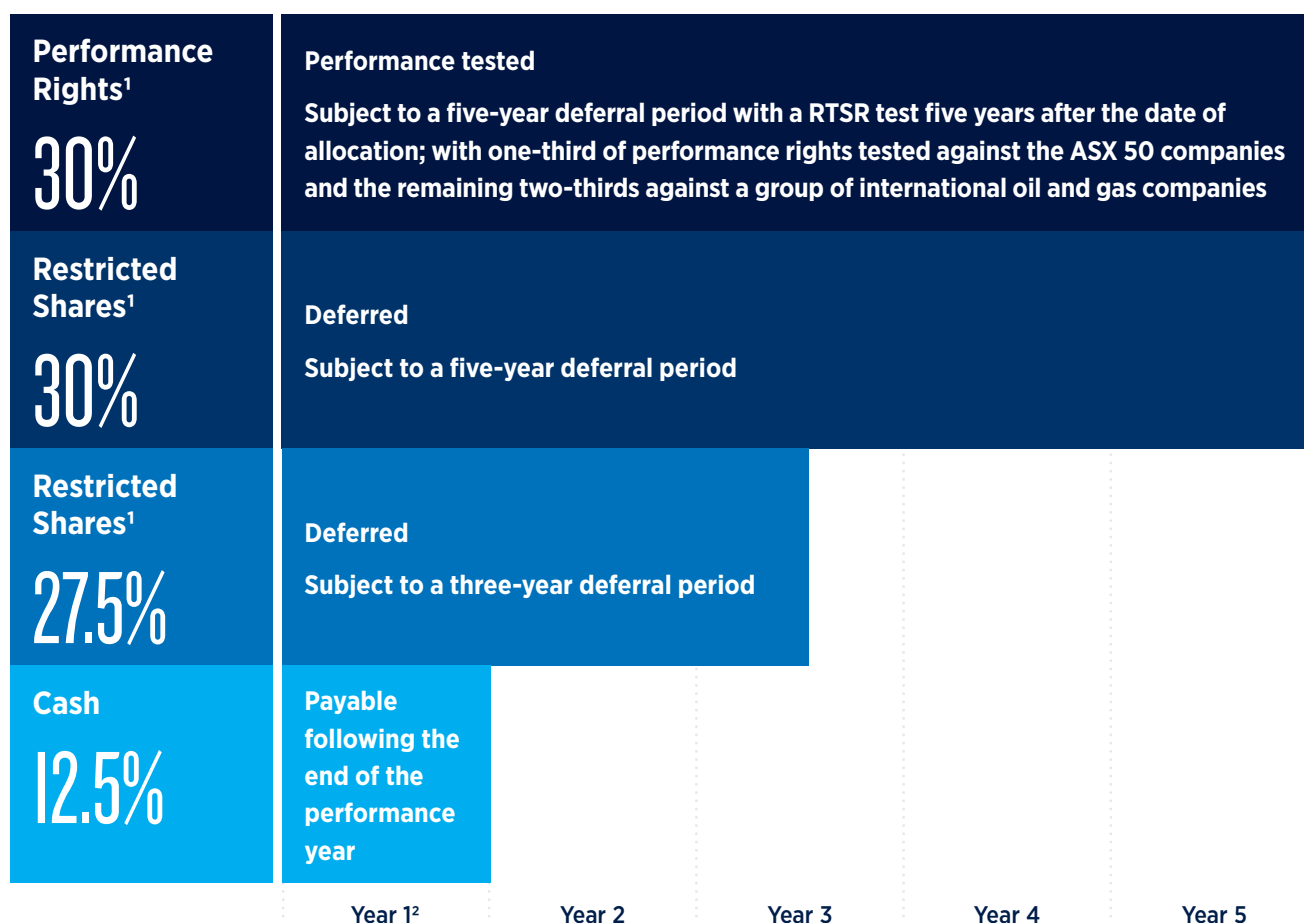 Performance
Rights¹
30%
Performance tested
Subject to a five-year deferral period with a RTSR test five years after the date of
allocation; with one-third of performance rights tested against the ASX 50 companies
and the remaining two-thirds against a group of international oil and gas companies
Restricted
Shares¹
30%
Deferred
Subject to a five-year deferral period
Restricted
Shares¹
27.5%
Deferred
Subject to a three-year deferral period
Cash
12.5%
Payable
following the
end of the
performance
year
Year 1² Year 2 Year 3 Year 4 Year 5